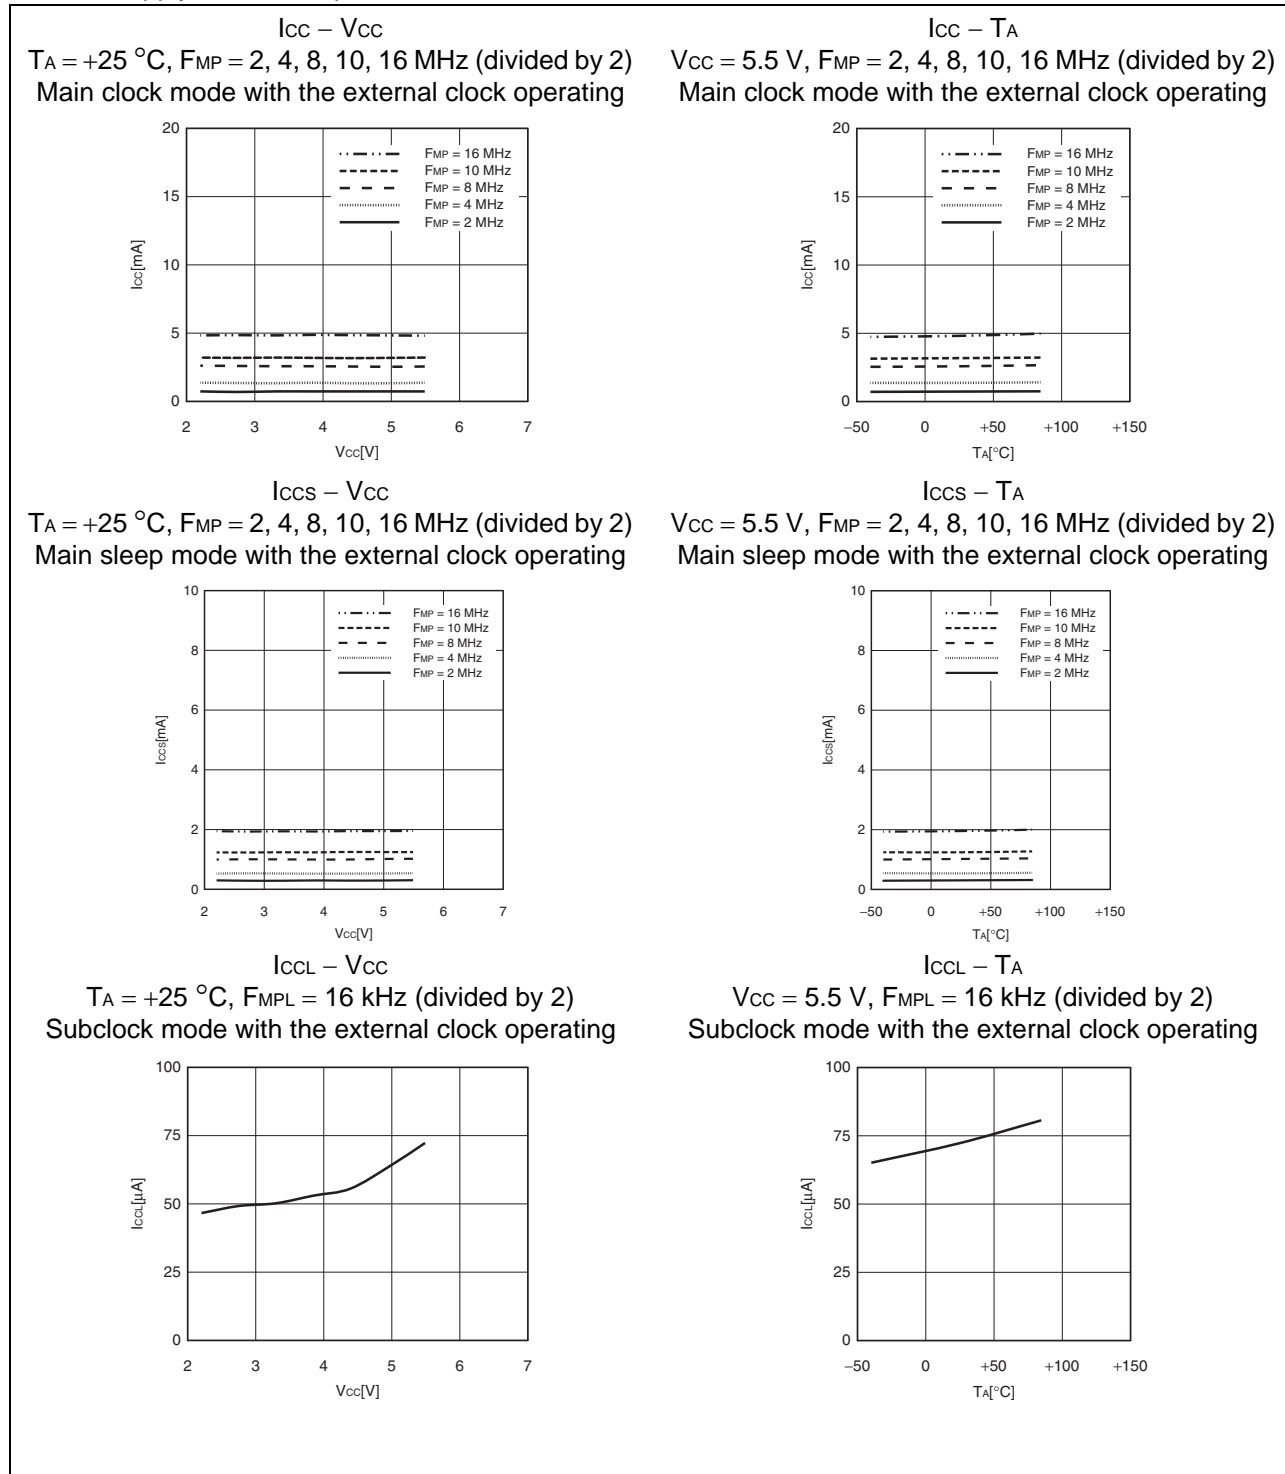 ICC − VCC
TA = +25 °C, FMP = 2, 4, 8, 10, 16 MHz (divided by 2)
Main clock mode with the external clock operating
20
15
10
5
0
ICC[mA]
FMP = 16 MHz
FMP = 10 MHz
FMP = 8 MHz
FMP = 4 MHz
FMP = 2 MHz
2 3 4 5 6 7
VCC[V]
ICC − TA
VCC = 5.5 V, FMP = 2, 4, 8, 10, 16 MHz (divided by 2)
Main clock mode with the external clock operating
20
15
10
5
0
ICC[mA]
FMP = 16 MHz
FMP = 10 MHz
FMP = 8 MHz
FMP = 4 MHz
FMP = 2 MHz
−50 0 +50 +100 +150
TA[°C]
ICCS − VCC
TA = +25 °C, FMP = 2, 4, 8, 10, 16 MHz (divided by 2)
Main sleep mode with the external clock operating
10
8
6
4
2
0
ICCS[mA]
FMP = 16 MHz
FMP = 10 MHz
FMP = 8 MHz
FMP = 4 MHz
FMP = 2 MHz
2 3 4 5 6 7
VCC[V]
ICCS − TA
VCC = 5.5 V, FMP = 2, 4, 8, 10, 16 MHz (divided by 2)
Main sleep mode with the external clock operating
10
8
6
4
2
0
ICCS[mA]
FMP = 16 MHz
FMP = 10 MHz
FMP = 8 MHz
FMP = 4 MHz
FMP = 2 MHz
−50 0 +50 +100 +150
TA[°C]
ICCL − VCC
TA = +25 °C, FMPL = 16 kHz (divided by 2)
Subclock mode with the external clock operating
100
75
50
25
0
ICCL[μA]
2 3 4 5 6 7
VCC[V]
ICCL − TA
VCC = 5.5 V, FMPL = 16 kHz (divided by 2)
Subclock mode with the external clock operating
100
75
50
25
0
ICCL[μA]
−50 0 +50 +100 +150
TA[°C]